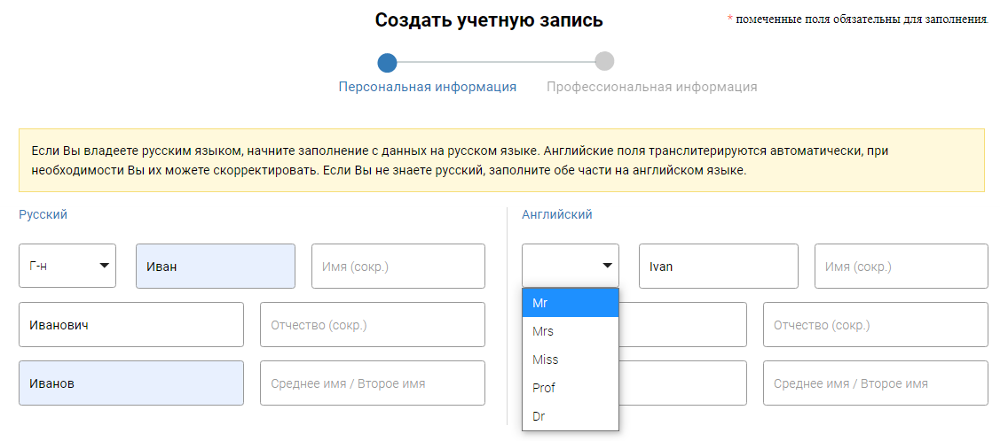 Создать учетную запись
* помеченные поля обязательны для заполнения.
Персональная информация
Профессиональная информация
Если Вы владеете русским языком, начните заполнение с данных на русском языке. Английские поля транслитерируются автоматически, при
необходимости Вы их можете скорректировать. Если Вы не знаете русский, заполните обе части на английском языке.
Русский
Английский
Г-н
Иван
Имя (сокр.)
Ivan
Имя (сокр.)
Mr
Иванович
Отчество (сокр.)
Mrs
Отчество (сокр.)
Miss
Иванов
Среднее имя / Второе имя
Prof
Среднее имя / Второе имя
Dr